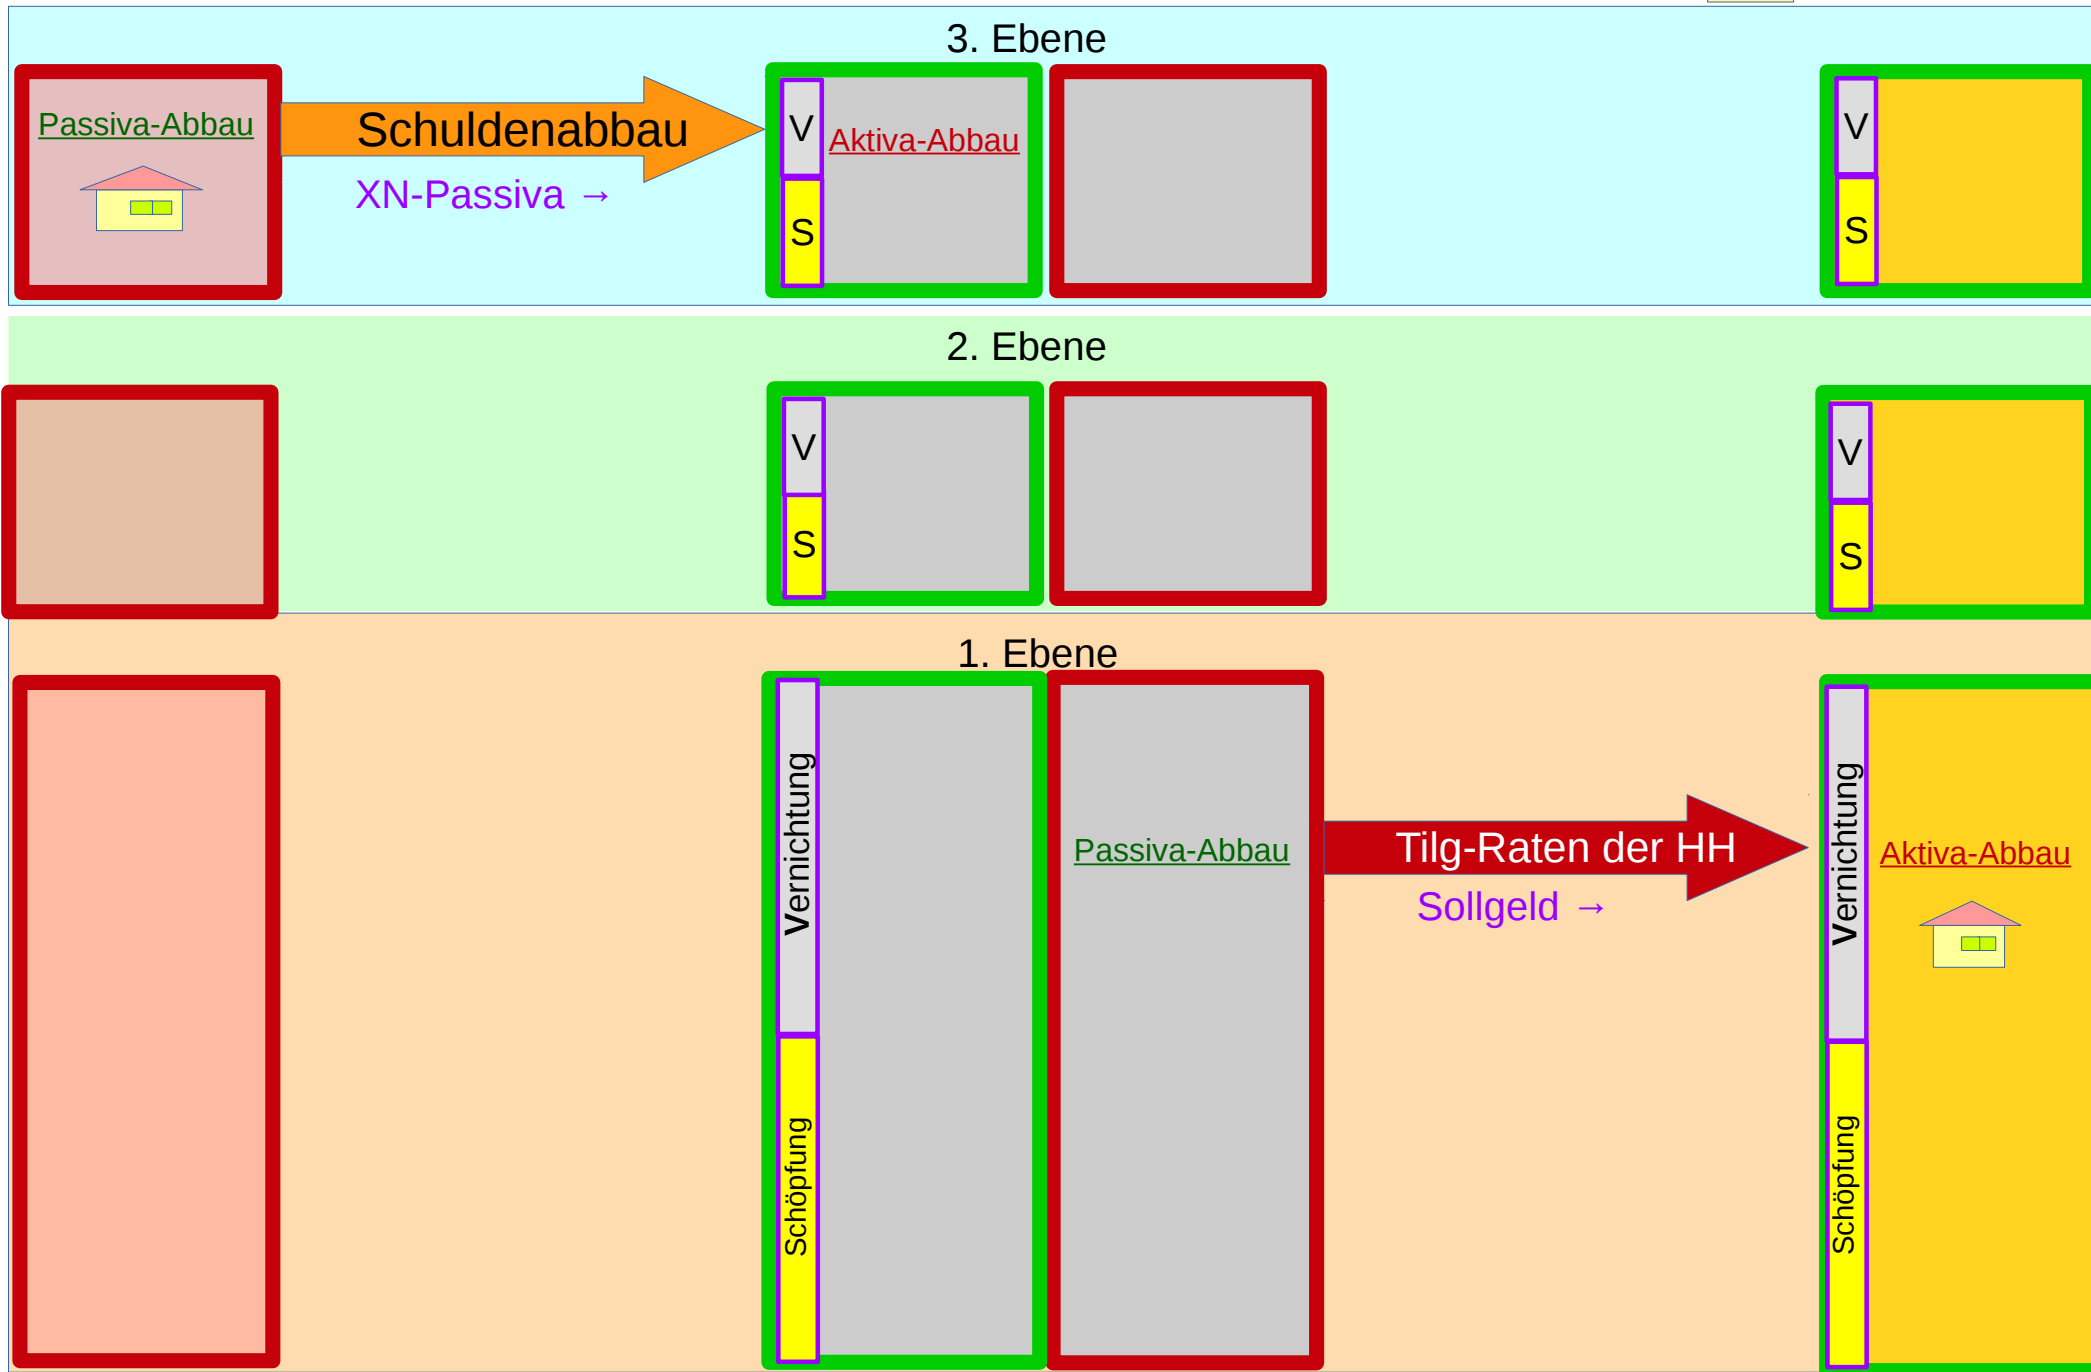 3. Ebene
Passiva-Abbau
Schuldenabbau
XN-Passiva →
V
S
Aktiva-Abbau
V
S
2. Ebene
V
S
V
S
1. Ebene
Vernichtung
Schöpfung
Passiva-Abbau
Tilg-Raten der HH
Sollgeld →
Vernichtung
Schöpfung
Aktiva-Abbau